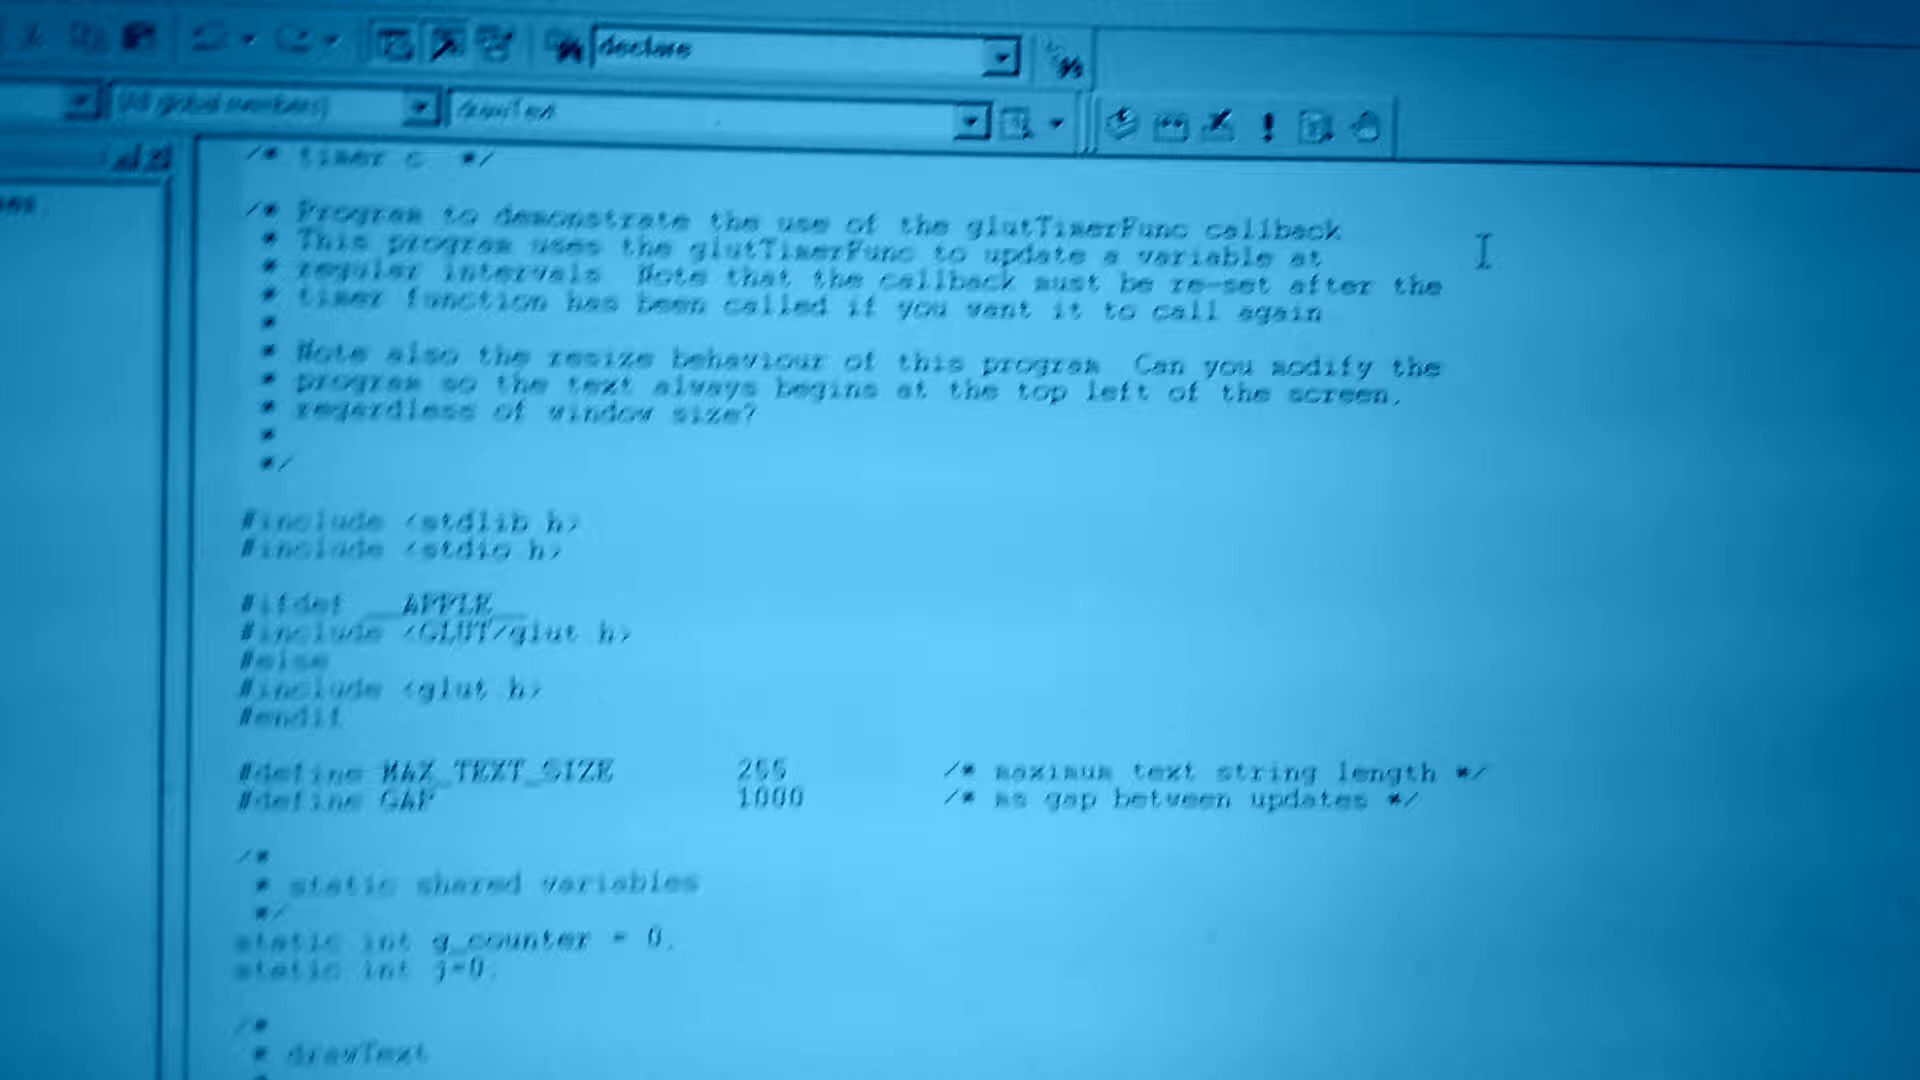 declare
(All global members)
drawText
/* timer c */
/* Program to demonstrate the use of the glutTimerFunc callback
* This program uses the glutTimerFunc to update a variable at
* regular intervals Note that the callback must be re-set after the
* timer function has been called if you want it to call again
*
* Note also the resize behaviour of this program Can you modify the
* program so the text always begins at the top left of the screen,
* regardless of window size?
*
*/
#include <stdlib h>
#include <stdio h>
#ifdef __APPLE__
#include <GLUT/glut h>
#else
#include <glut h>
#endif
#define MAX_TEXT_SIZE 255 /* maximum text string length */
#define GAP 1000 /* ms gap between updates */
/*
* static shared variables
*/
static int g_counter = 0;
static int j=0;
/*
* drawText